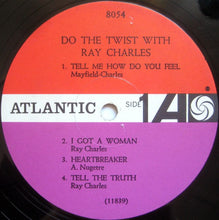 8054
DO THE TWIST WITH
RAY CHARLES
1. TELL ME HOW DO YOU FEEL
Mayfield-Charles
ATLANTIC SIDE 1 A
2. I GOT A WOMAN
Ray Charles
3. HEARTBREAKER
A. Nugetre
4. TELL THE TRUTH
Ray Charles
(11839)